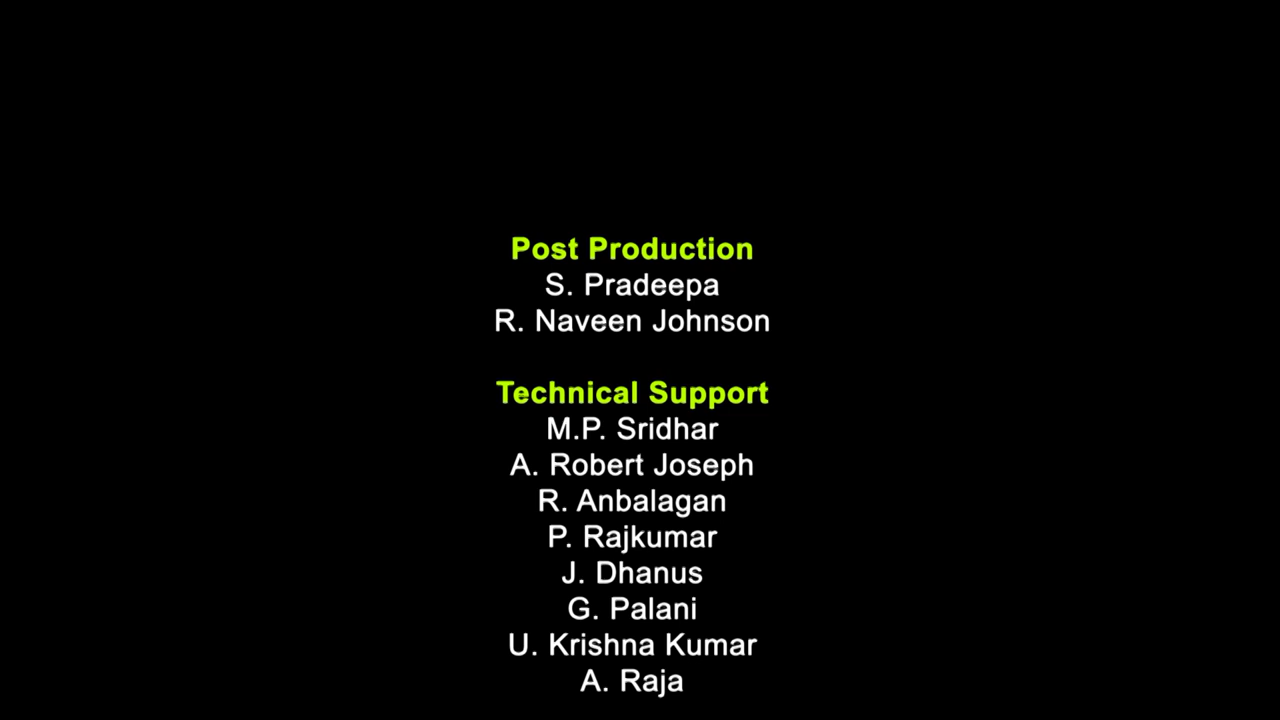 Post Production
S. Pradeepa
R. Naveen Johnson
Technical Support
M.P. Sridhar
A. Robert Joseph
R. Anbalagan
P. Rajkumar
J. Dhanus
G. Palani
U. Krishna Kumar
A. Raja